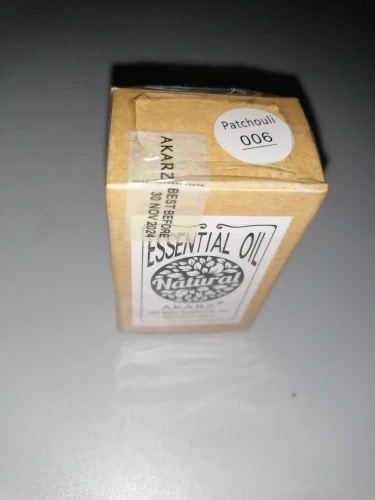 Patchouli
006
AKARZ
BEST BEFORE
30 NOV 2024
ESSENTIAL OIL
Natural
AKARZ®